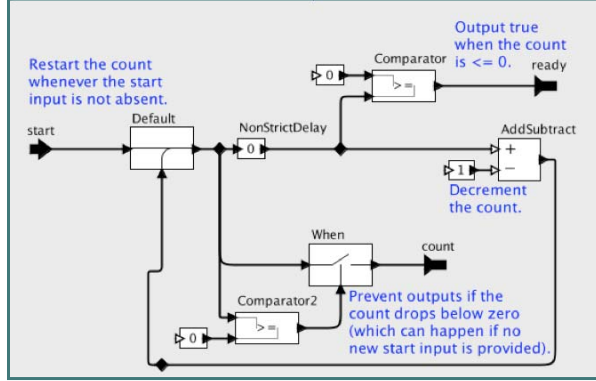 Output true
when the count
is <= 0.
Comparator
ready
0
>=
Restart the count
whenever the start
input is not absent.
start
Default
NonStrictDelay
0
AddSubtract
+
−
1
Decrement
the count.
When
count
Comparator2
>=
0
Prevent outputs if the
count drops below zero
(which can happen if no
new start input is provided).